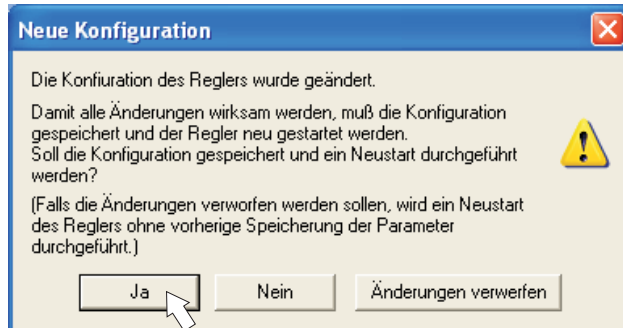 Neue Konfiguration
Die Konfiuration des Reglers wurde geändert.
Damit alle Änderungen wirksam werden, muß die Konfiguration
gespeichert und der Regler neu gestartet werden.
Soll die Konfiguration gespeichert und ein Neustart durchgeführt
werden?
(Falls die Änderungen verworfen werden sollen, wird ein Neustart
des Reglers ohne vorherige Speicherung der Parameter
durchgeführt.)
Ja Nein Änderungen verwerfen